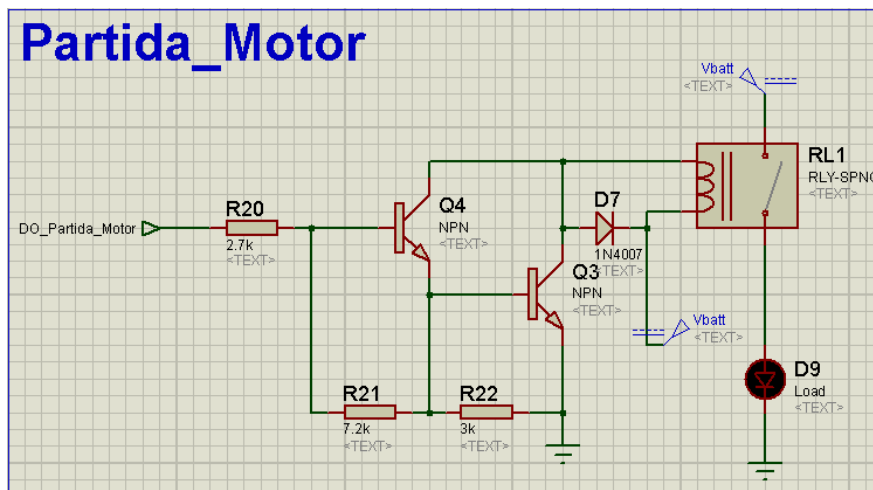 Partida_Motor
Vbatt
<TEXT>
RL1
RLY-SPNO
<TEXT>
DO_Partida_Motor
R20
2.7k
<TEXT>
Q4
NPN
<TEXT>
D7
1N4007
<TEXT>
Q3
NPN
<TEXT>
Vbatt
<TEXT>
R21
7.2k
<TEXT>
R22
3k
<TEXT>
D9
Load
<TEXT>